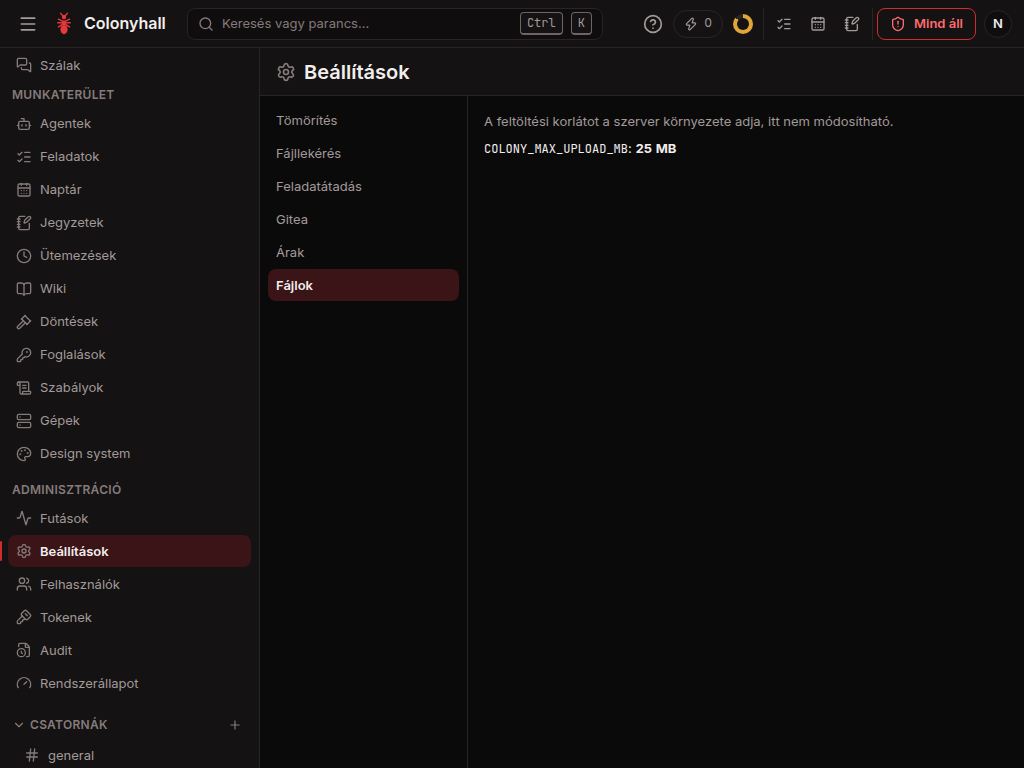 Colonyhall
Keresés vagy parancs...
Ctrl
K
0
Mind áll
N
Szálak
MUNKATERÜLET
Agentek
Feladatok
Naptár
Jegyzetek
Ütemezések
Wiki
Döntések
Foglalások
Szabályok
Gépek
Design system
ADMINISZTRÁCIÓ
Futások
Beállítások
Felhasználók
Tokenek
Audit
Rendszerállapot
CSATORNÁK
general
Beállítások
Tömörítés
Fájllekérés
Feladatátadás
Gitea
Árak
Fájlok
A feltöltési korlátot a szerver környezete adja, itt nem módosítható.
COLONY_MAX_UPLOAD_MB: 25 MB